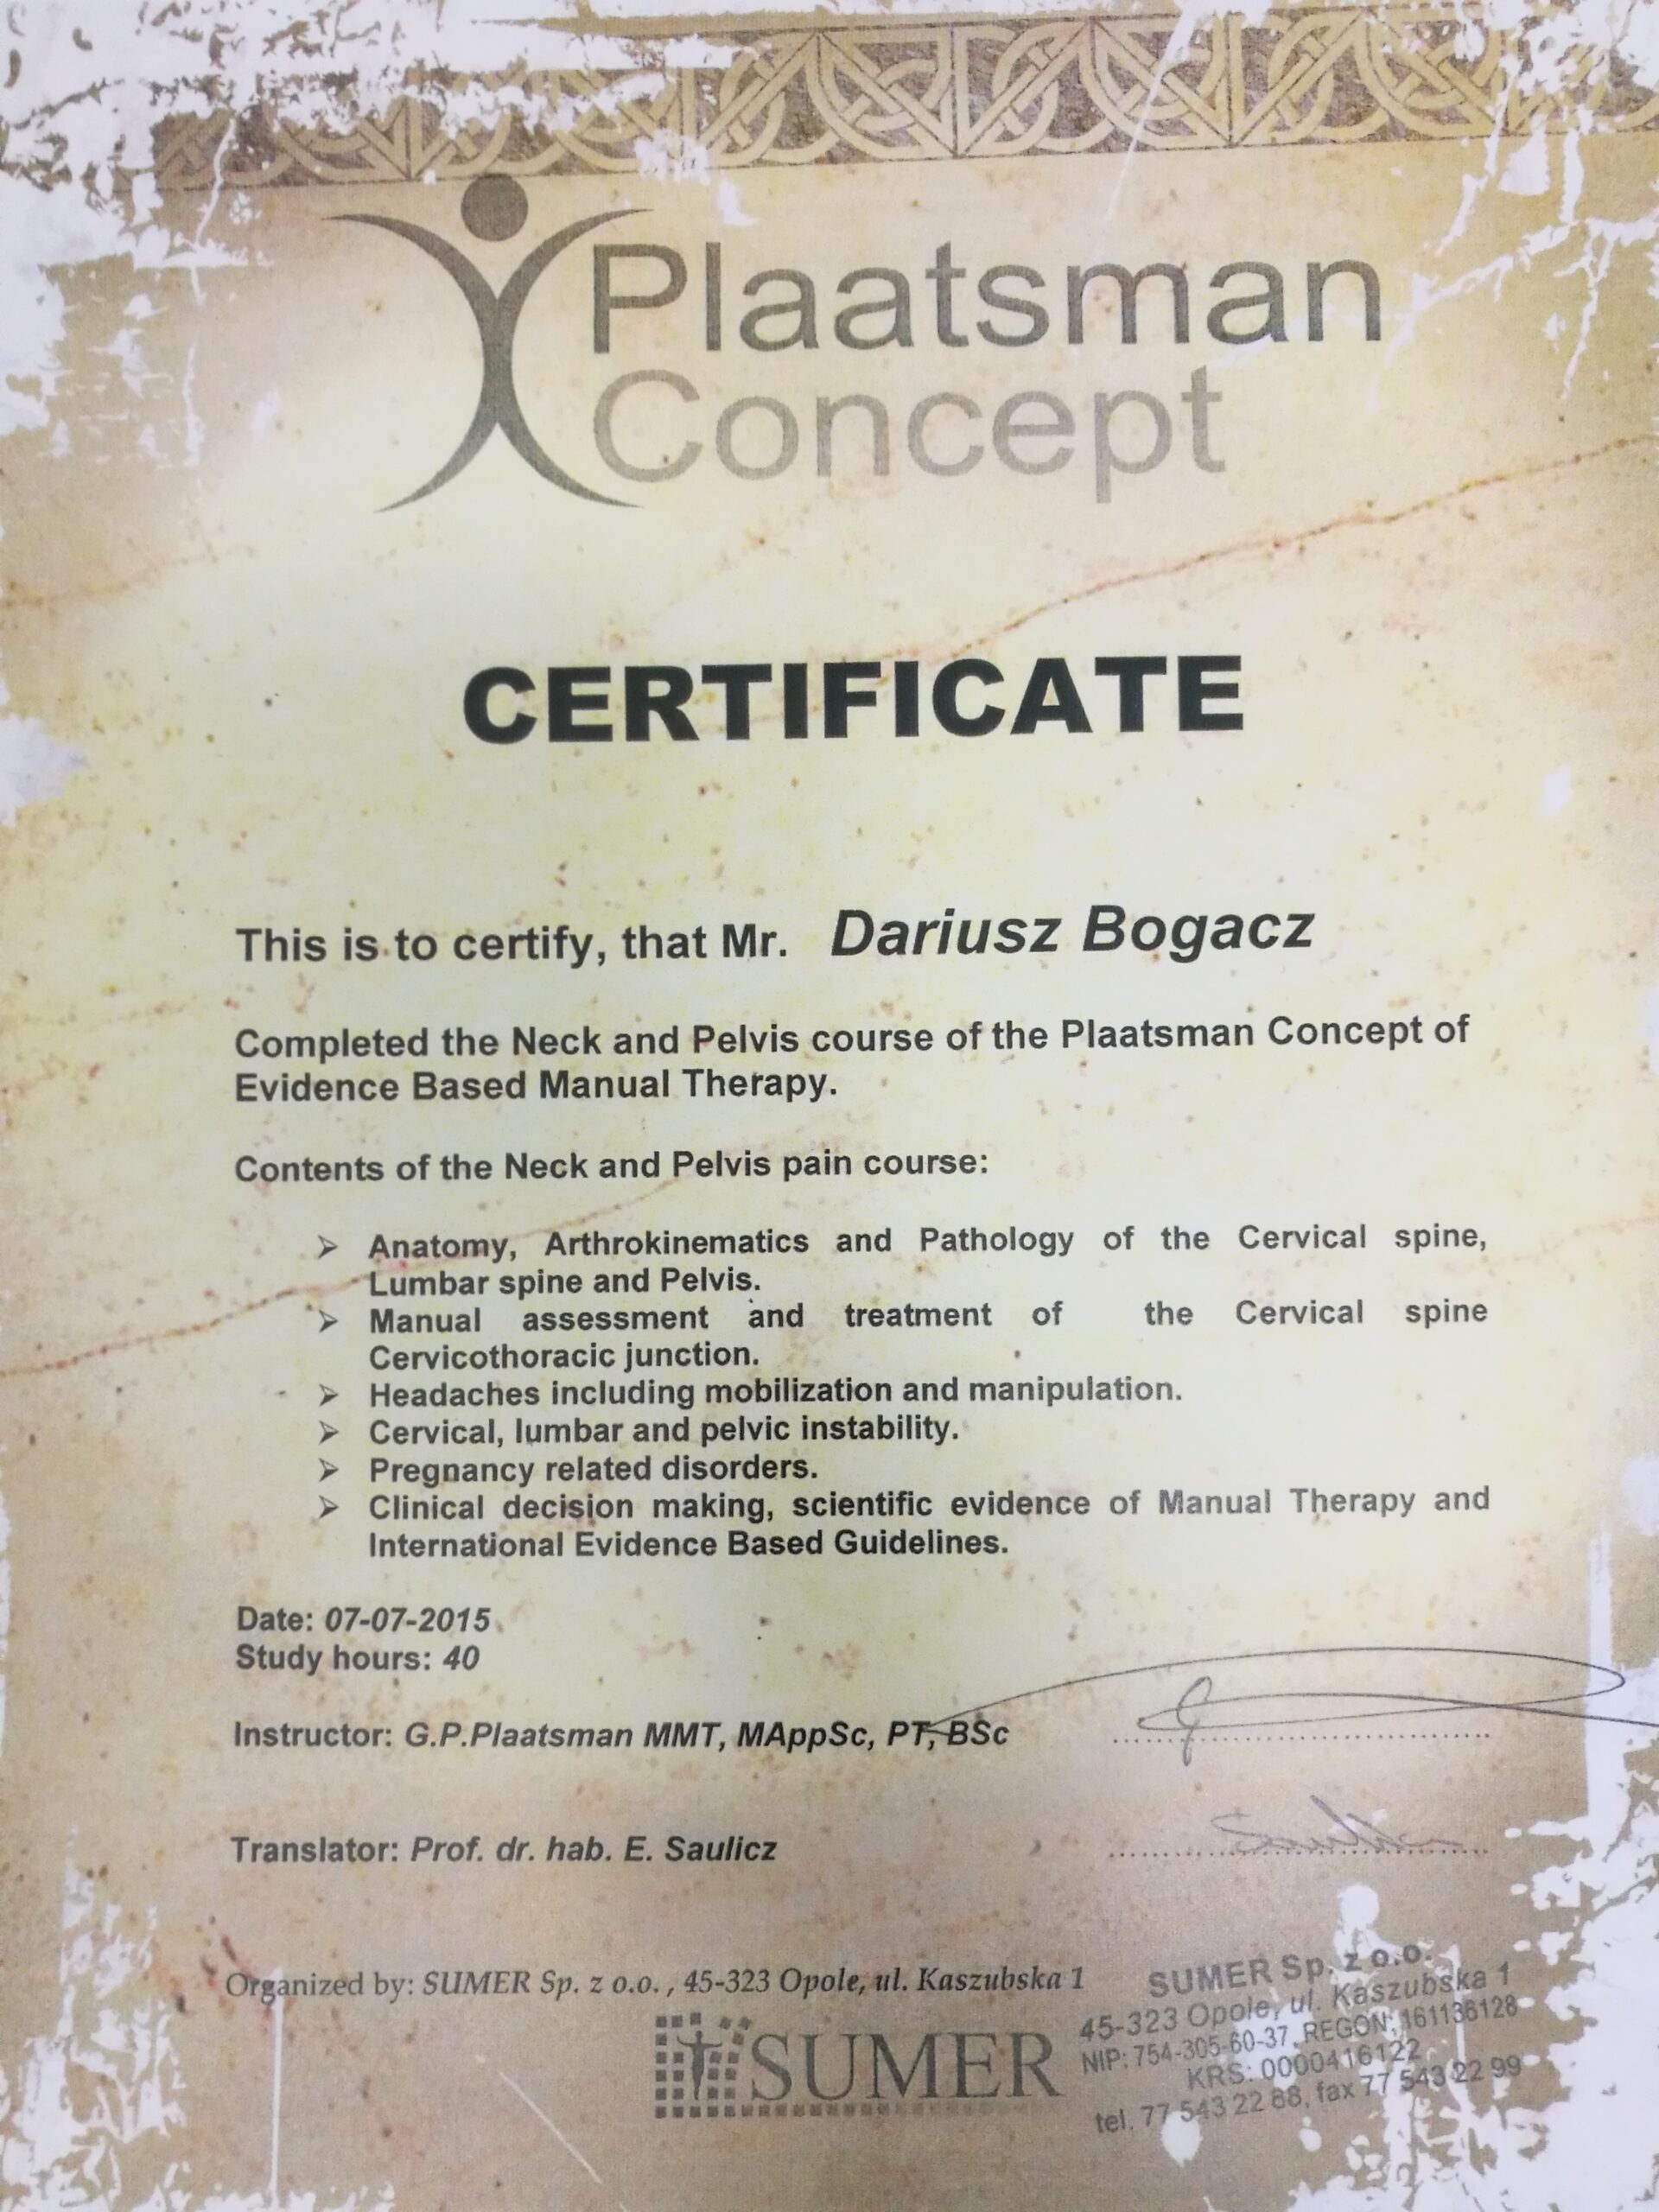 Plaatsman
Concept
CERTIFICATE
This is to certify, that Mr. Dariusz Bogacz
Completed the Neck and Pelvis course of the Plaatsman Concept of
Evidence Based Manual Therapy.
Contents of the Neck and Pelvis pain course:
➢ Anatomy, Arthrokinematics and Pathology of the Cervical spine,
Lumbar spine and Pelvis.
➢ Manual assessment and treatment of the Cervical spine
Cervicothoracic junction.
➢ Headaches including mobilization and manipulation.
➢ Cervical, lumbar and pelvic instability.
➢ Pregnancy related disorders.
➢ Clinical decision making, scientific evidence of Manual Therapy and
International Evidence Based Guidelines.
Date: 07-07-2015
Study hours: 40
Instructor: G.P.Plaatsman MMT, MAppSc, PT, BSc
Translator: Prof. dr. hab. E. Saulicz
Organized by: SUMER Sp. z o.o. , 45-323 Opole, ul. Kaszubska 1
SUMER
SUMER Sp. z o.o.
45-323 Opole, ul. Kaszubska 1
NIP: 754-305-60-37, REGON: 161136128
KRS: 0000416122
tel. 77 543 22 88, fax 77 543 22 99